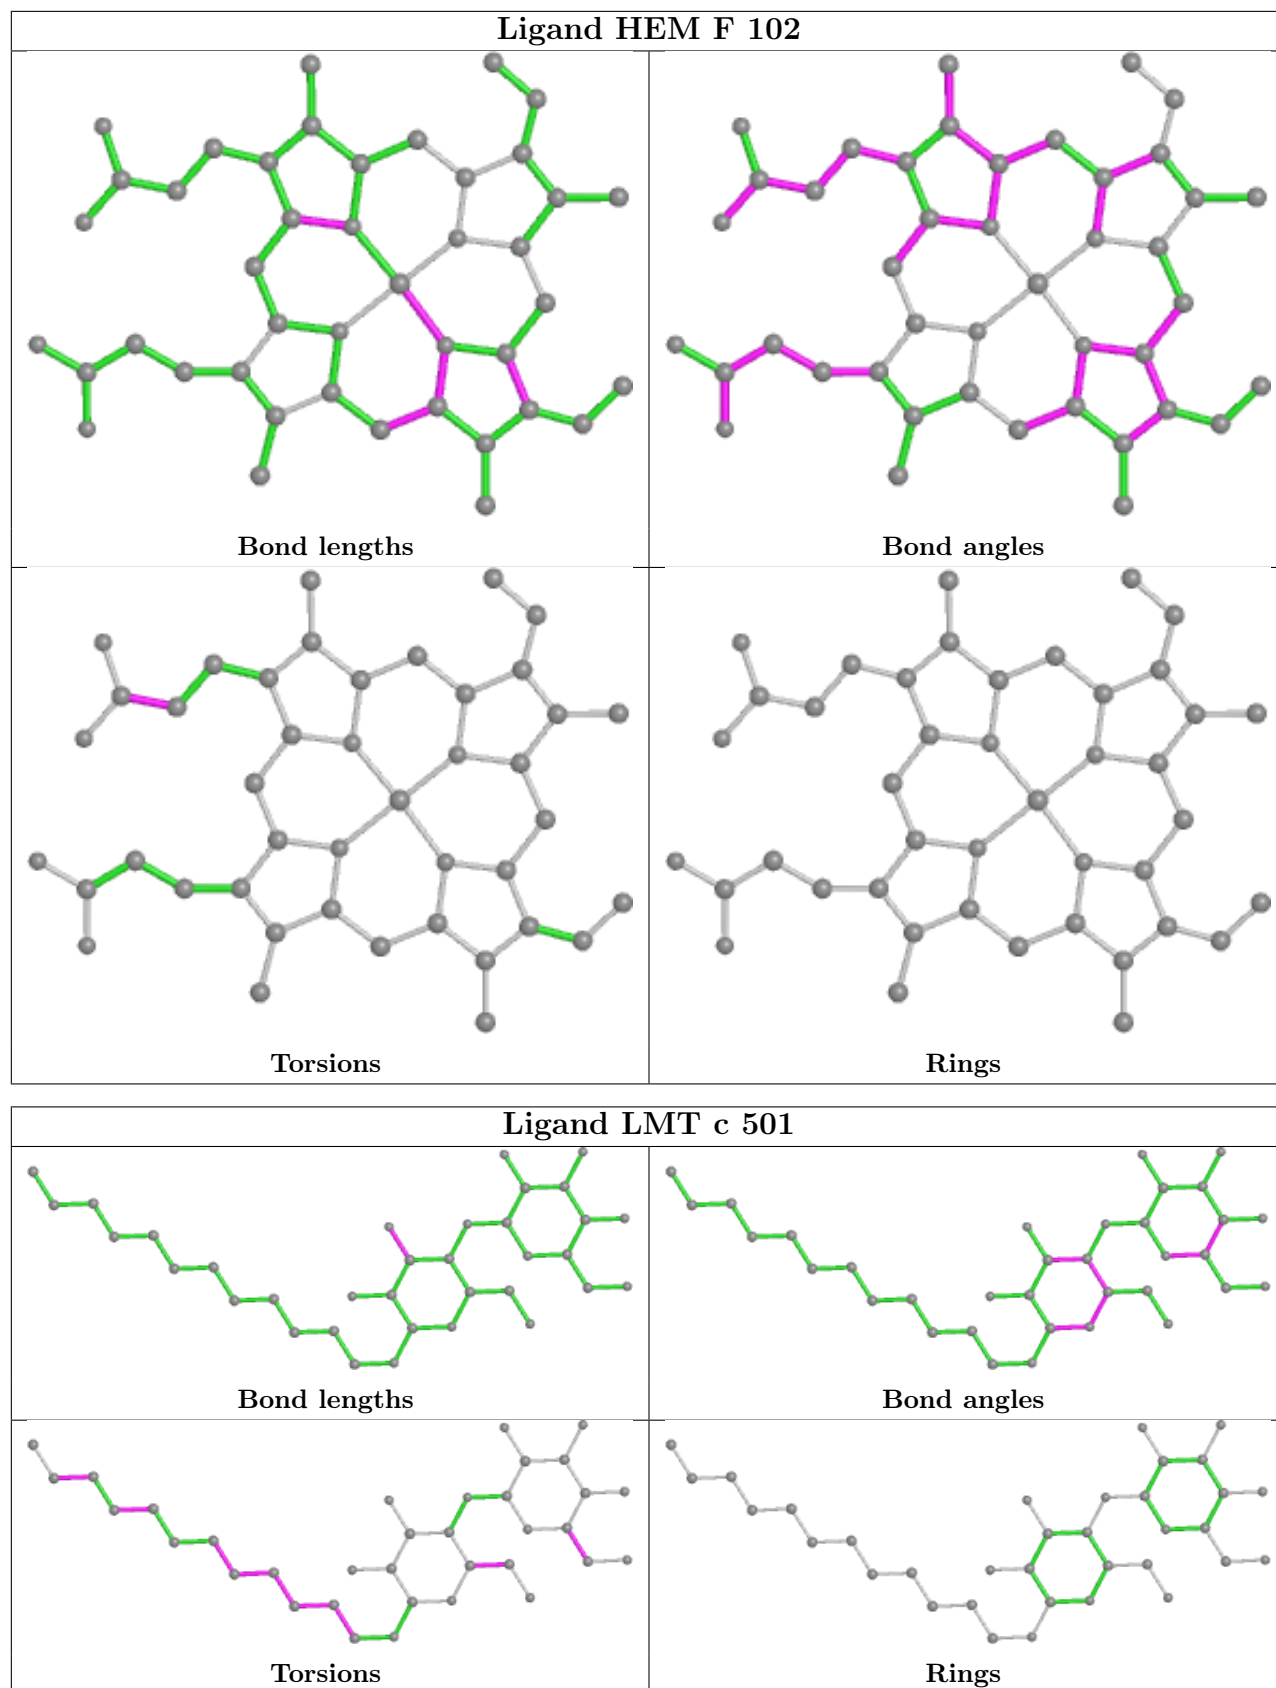 Ligand HEM F 102
Bond lengths
Bond angles
Torsions
Rings
Ligand LMT c 501
Bond lengths
Bond angles
Torsions
Rings